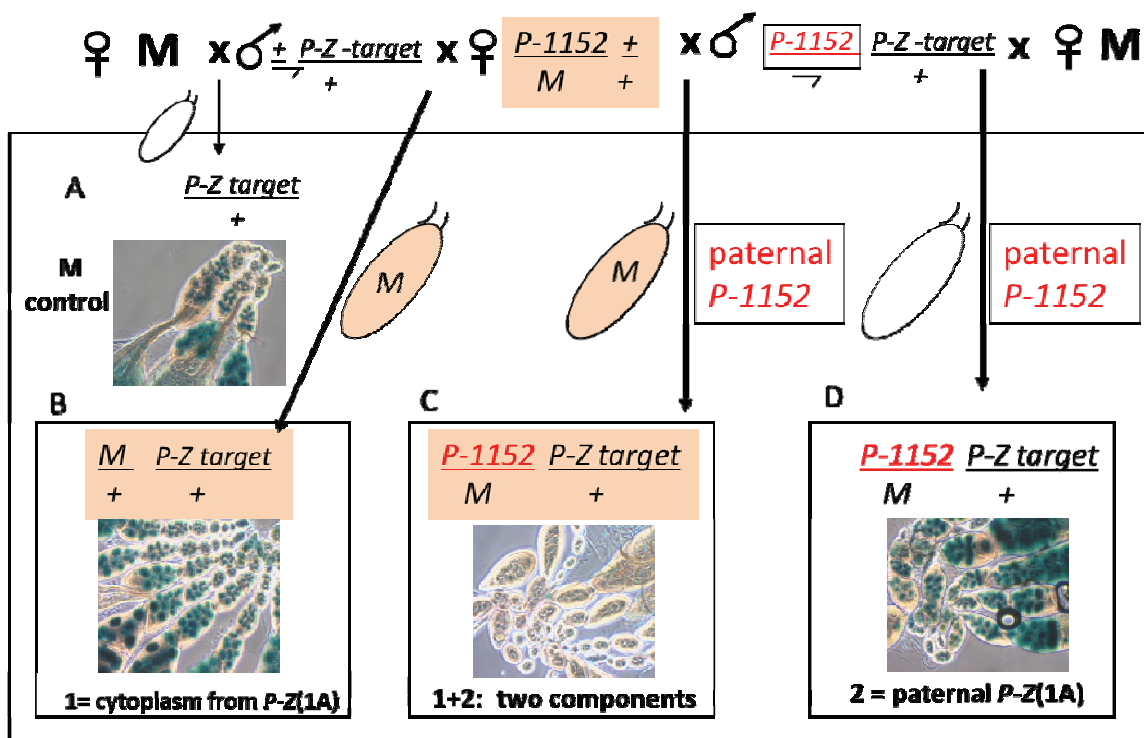 ♀ M x ♂ + P-Z-target x ♀ P-1152 + x ♂ P-1152 P-Z-target x ♀ M
¬ + M + ¬ +
A
P-Z target
+
M
control
M
M
paternal
P-1152
paternal
P-1152
B
M P-Z target
+ +
1= cytoplasm from P-Z(1A)
C
P-1152 P-Z target
M +
1+2: two components
D
P-1152 P-Z target
M +
2 = paternal P-Z(1A)